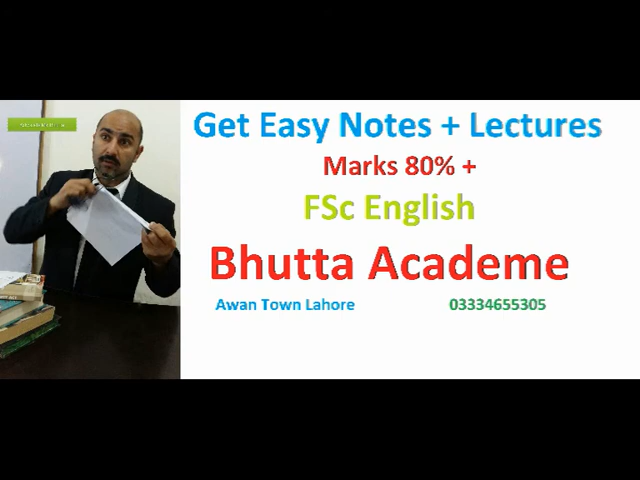 Get Easy Notes + Lectures
Marks 80% +
FSc English
Bhutta Academe
Awan Town Lahore 03334655305